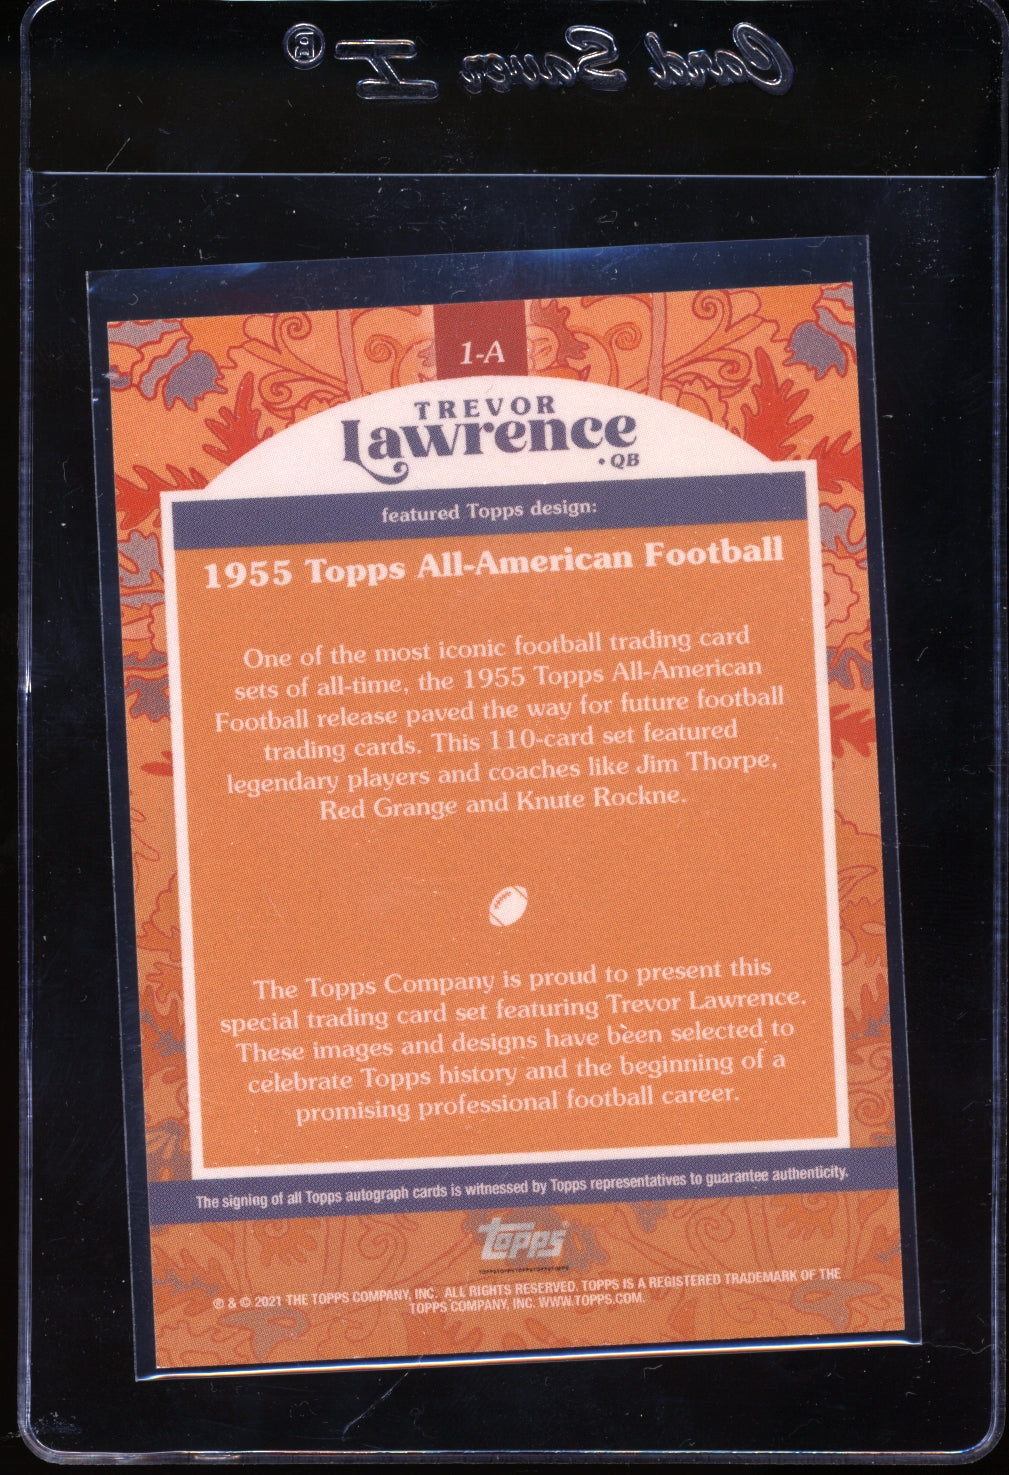 Card Saver I ®
1-A
TREVOR
Lawrence
• QB
featured Topps design:
1955 Topps All-American Football
One of the most iconic football trading card
sets of all-time, the 1955 Topps All-American
Football release paved the way for future football
trading cards. This 110-card set featured
legendary players and coaches like Jim Thorpe,
Red Grange and Knute Rockne.
The Topps Company is proud to present this
special trading card set featuring Trevor Lawrence.
These images and designs have been selected to
celebrate Topps history and the beginning of a
promising professional football career.
The signing of all Topps autograph cards is witnessed by Topps representatives to guarantee authenticity.
topps
® & © 2021 THE TOPPS COMPANY, INC. ALL RIGHTS RESERVED. TOPPS IS A REGISTERED TRADEMARK OF THE
TOPPS COMPANY, INC. WWW.TOPPS.COM.